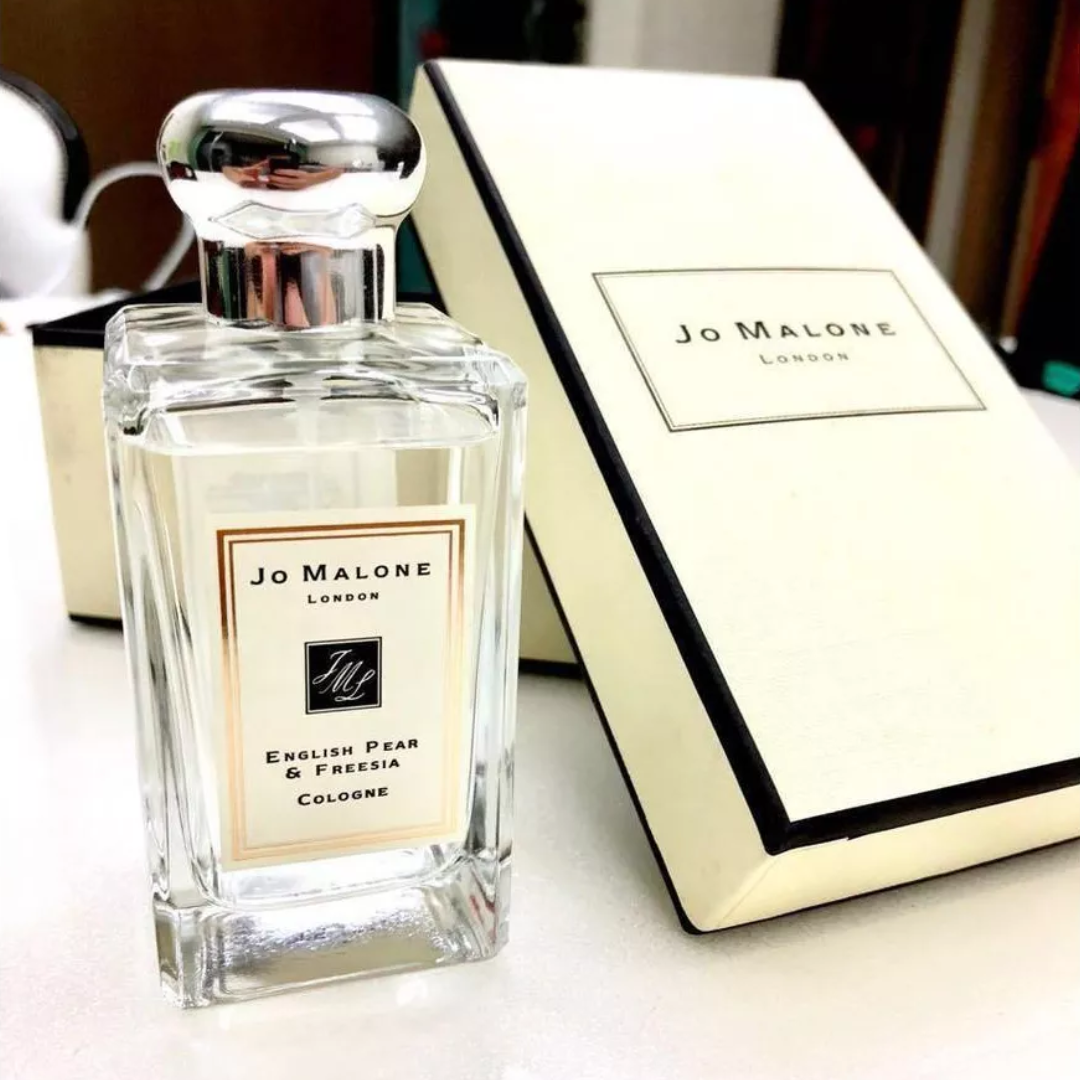 Jo Malone
London
JML
English Pear
& Freesia
Cologne
Jo Malone
London